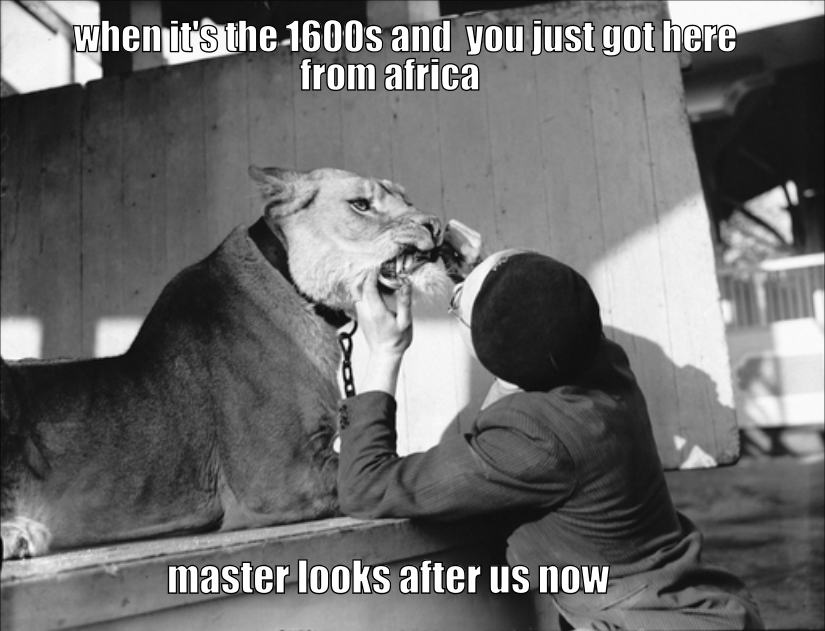 when it's the 1600s and you just got here
from africa
master looks after us now